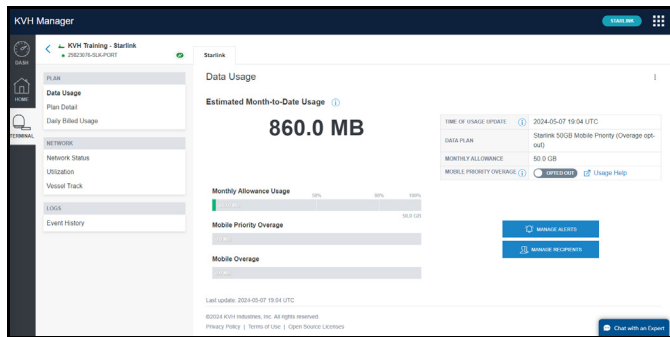 KVH Manager
STARLINK
DASH
HOME
TERMINAL
KVH Training - Starlink
25823076-SLK-PORT
PLAN
Data Usage
Plan Detail
Daily Billed Usage
NETWORK
Network Status
Utilization
Vessel Track
LOGS
Event History
Starlink
Data Usage
Estimated Month-to-Date Usage
860.0 MB
TIME OF USAGE UPDATE 2024-05-07 19:04 UTC
DATA PLAN Starlink 50GB Mobile Priority (Overage opt-
out)
MONTHLY ALLOWANCE 50.0 GB
MOBILE PRIORITY OVERAGE OPTED OUT Usage Help
Monthly Allowance Usage
50% 80% 100%
50.0 GB
Mobile Priority Overage
Mobile Overage
MANAGE ALERTS
MANAGE RECIPIENTS
Last update: 2024-05-07 19:04 UTC
©2024 KVH Industries, Inc. All rights reserved.
Privacy Policy | Terms of Use | Open Source Licenses
Chat with an Expert